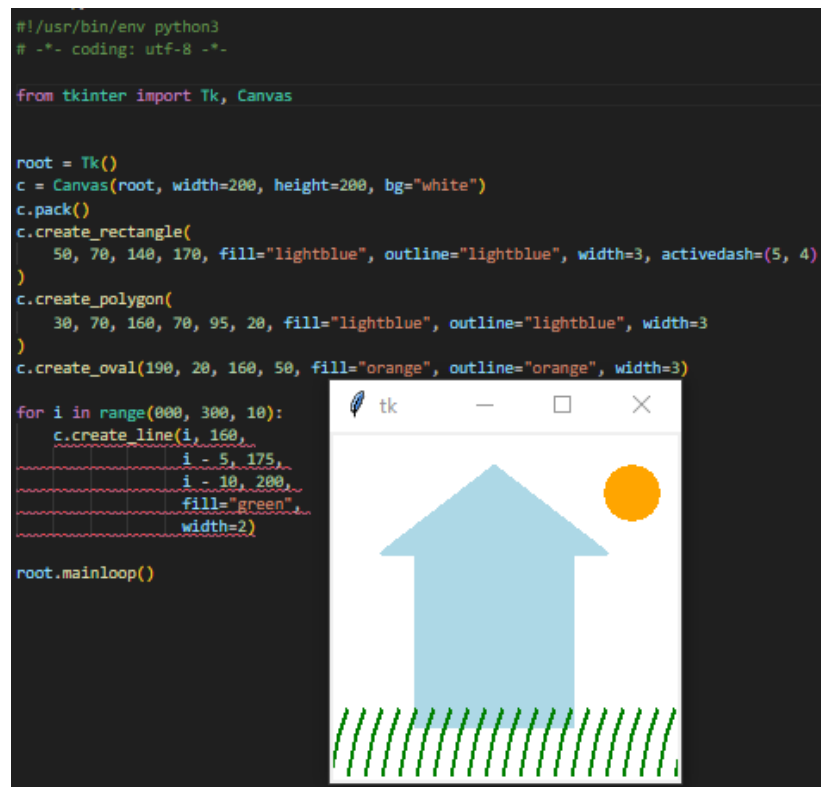 #!/usr/bin/env python3
# -*- coding: utf-8 -*-
from tkinter import Tk, Canvas
root = Tk()
c = Canvas(root, width=200, height=200, bg="white")
c.pack()
c.create_rectangle(
    50, 70, 140, 170, fill="lightblue", outline="lightblue", width=3, activedash=(5, 4)
)
c.create_polygon(
    30, 70, 160, 70, 95, 20, fill="lightblue", outline="lightblue", width=3
)
c.create_oval(190, 20, 160, 50, fill="orange", outline="orange", width=3)
for i in range(000, 300, 10):
    c.create_line(i, 160,
                  i - 5, 175,
                  i - 10, 200,
                  fill="green",
                  width=2)
root.mainloop()
tk